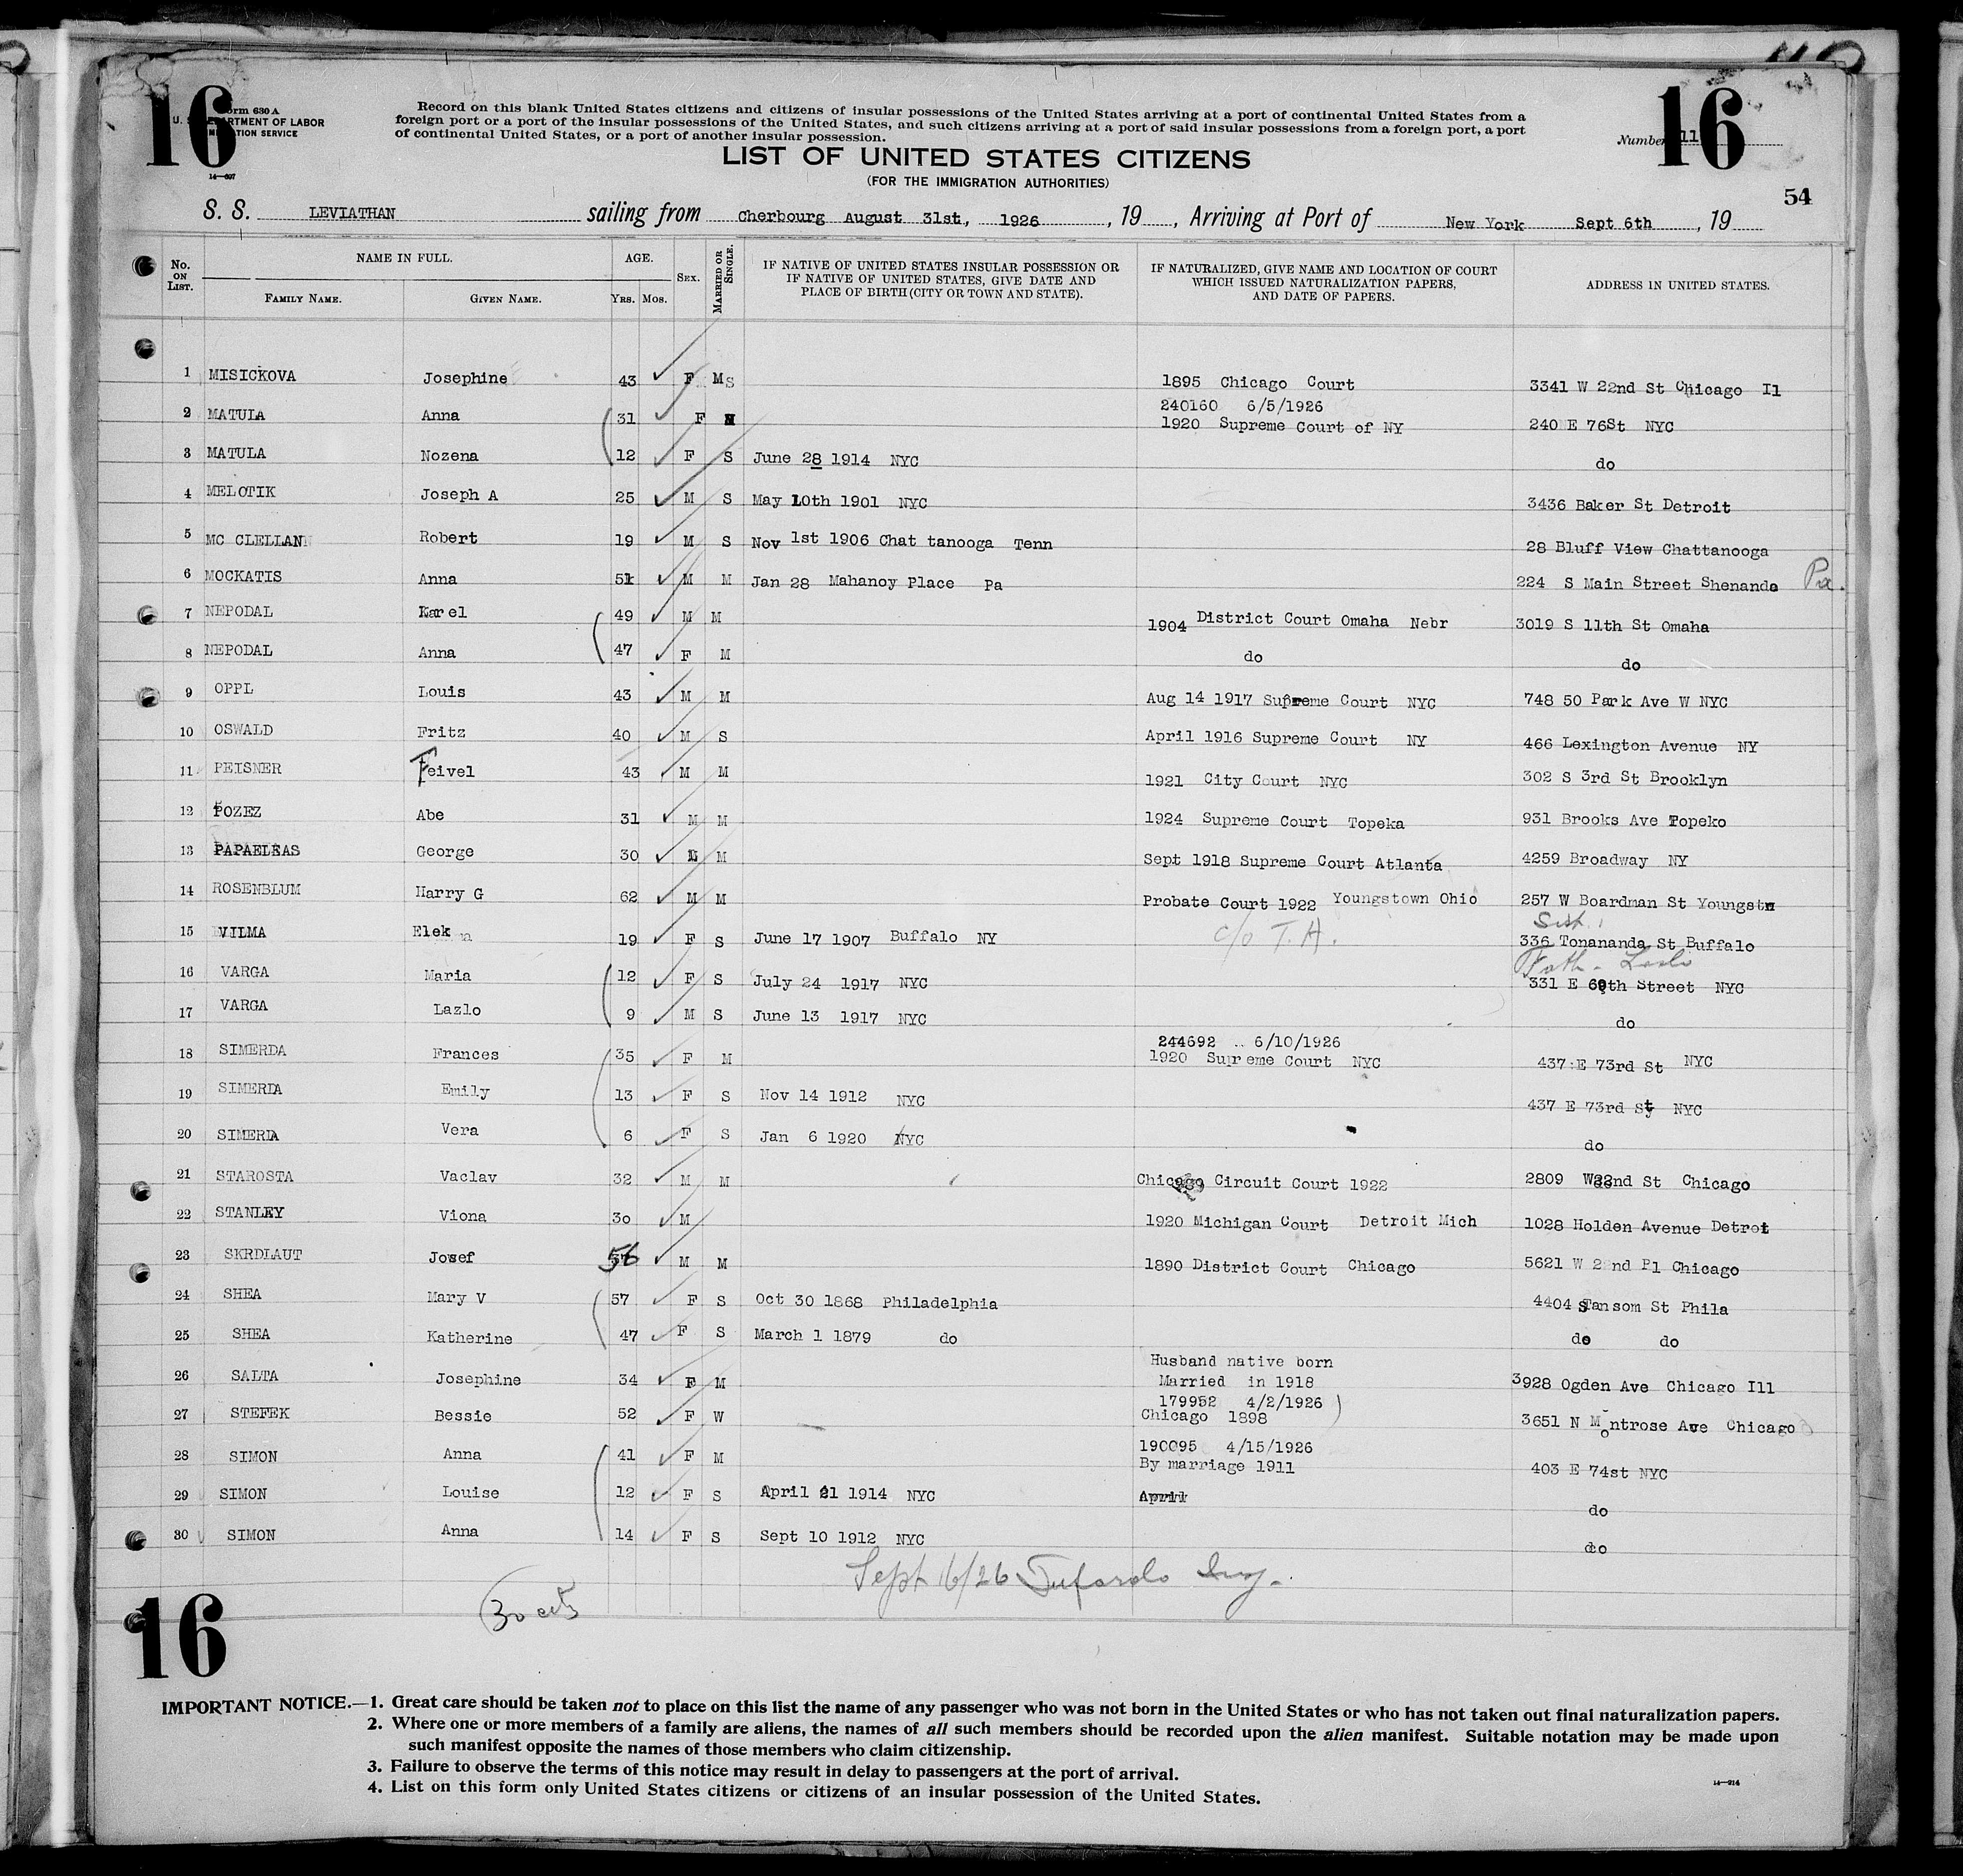 16
Form 630 A
U. S. DEPARTMENT OF LABOR
IMMIGRATION SERVICE
14—607
Record on this blank United States citizens and citizens of insular possessions of the United States arriving at a port of continental United States from a
foreign port or a port of the insular possessions of the United States, and such citizens arriving at a port of said insular possessions from a foreign port, a port
of continental United States, or a port of another insular possession.
16
Number 11
LIST OF UNITED STATES CITIZENS
(FOR THE IMMIGRATION AUTHORITIES)
54
S. S. LEVIATHAN sailing from Cherbourg August 31st, 1926, 19 , Arriving at Port of New York Sept 6th , 19
No. ON LIST. NAME IN FULL. FAMILY NAME. GIVEN NAME. AGE. YRS. MOS. SEX. MARRIED OR SINGLE. IF NATIVE OF UNITED STATES INSULAR POSSESSION OR IF NATIVE OF UNITED STATES, GIVE DATE AND PLACE OF BIRTH (CITY OR TOWN AND STATE). IF NATURALIZED, GIVE NAME AND LOCATION OF COURT WHICH ISSUED NATURALIZATION PAPERS, AND DATE OF PAPERS. ADDRESS IN UNITED STATES.
1 MISICKOVA Josephine 43 F M S 1895 Chicago Court 3341 W 22nd St Chicago Il
240160 6/5/1926
2 MATULA Anna 31 F 1920 Supreme Court of NY 240 E 76St NYC
3 MATULA Nozena 12 F S June 28 1914 NYC do
4 MELOTIK Joseph A 25 M S May 10th 1901 NYC 3436 Baker St Detroit
5 MC CLELLAN Robert 19 M S Nov 1st 1906 Chat tanooga Tenn 28 Bluff View Chattanooga
6 MOCKATIS Anna 51 M M Jan 28 Mahanoy Place Pa 224 S Main Street Shenando Pa.
7 NEPODAL Karel 49 M M 1904 District Court Omaha Nebr 3019 S 11th St Omaha
8 NEPODAL Anna 47 F M do do
9 OPPL Louis 43 M M Aug 14 1917 Supreme Court NYC 748 50 Park Ave W NYC
10 OSWALD Fritz 40 M S April 1916 Supreme Court NY 466 Lexington Avenue NY
11 PEISNER Feivel 43 M M 1921 City Court NYC 302 S 3rd St Brooklyn
12 POZEZ Abe 31 M M 1924 Supreme Court Topeka 931 Brooks Ave Topeko
13 PAPAELEAS George 30 M Sept 1918 Supreme Court Atlanta 4259 Broadway NY
14 ROSENBLUM Harry G 62 M M Probate Court 1922 Youngstown Ohio 257 W Boardman St Youngstn
15 VILMA Elek 19 F S June 17 1907 Buffalo NY c/o T.A. 336 Tonananda St Buffalo
16 VARGA Maria 12 F S July 24 1917 NYC 331 E 69th Street NYC
17 VARGA Lazlo 9 M S June 13 1917 NYC do
244692 6/10/1926
18 SIMERDA Frances 35 F M 1920 Supreme Court NYC 437 E 73rd St NYC
19 SIMERDA Emily 13 F S Nov 14 1912 NYC 437 E 73rd St NYC
20 SIMERDA Vera 6 F S Jan 6 1920 NYC do
21 STAROSTA Vaclav 32 M M Chicago Circuit Court 1922 2809 W 22nd St Chicago
22 STANLEY Viona 30 M 1920 Michigan Court Detroit Mich 1028 Holden Avenue Detrot
23 SKRDLAUT Josef 56 M M 1890 District Court Chicago 5621 W 2 nd Pl Chicago
24 SHEA Mary V 57 F S Oct 30 1868 Philadelphia 4404 Sansom St Phila
25 SHEA Katherine 47 F S March 1 1879 do do do
Husband native born
26 SALTA Josephine 34 F M Married in 1918 3928 Ogden Ave Chicago Ill
179952 4/2/1926
27 STEFEK Bessie 52 F W Chicago 1898 3651 N Montrose Ave Chicago
190095 4/15/1926
28 SIMON Anna 41 F M By marriage 1911 403 E 74st NYC
29 SIMON Louise 12 F S April 21 1914 NYC April do
30 SIMON Anna 14 F S Sept 10 1912 NYC do
Sept 6/26
16
IMPORTANT NOTICE.—1. Great care should be taken not to place on this list the name of any passenger who was not born in the United States or who has not taken out final naturalization papers.
2. Where one or more members of a family are aliens, the names of all such members should be recorded upon the alien manifest. Suitable notation may be made upon
such manifest opposite the names of those members who claim citizenship.
3. Failure to observe the terms of this notice may result in delay to passengers at the port of arrival.
4. List on this form only United States citizens or citizens of an insular possession of the United States.
14—214